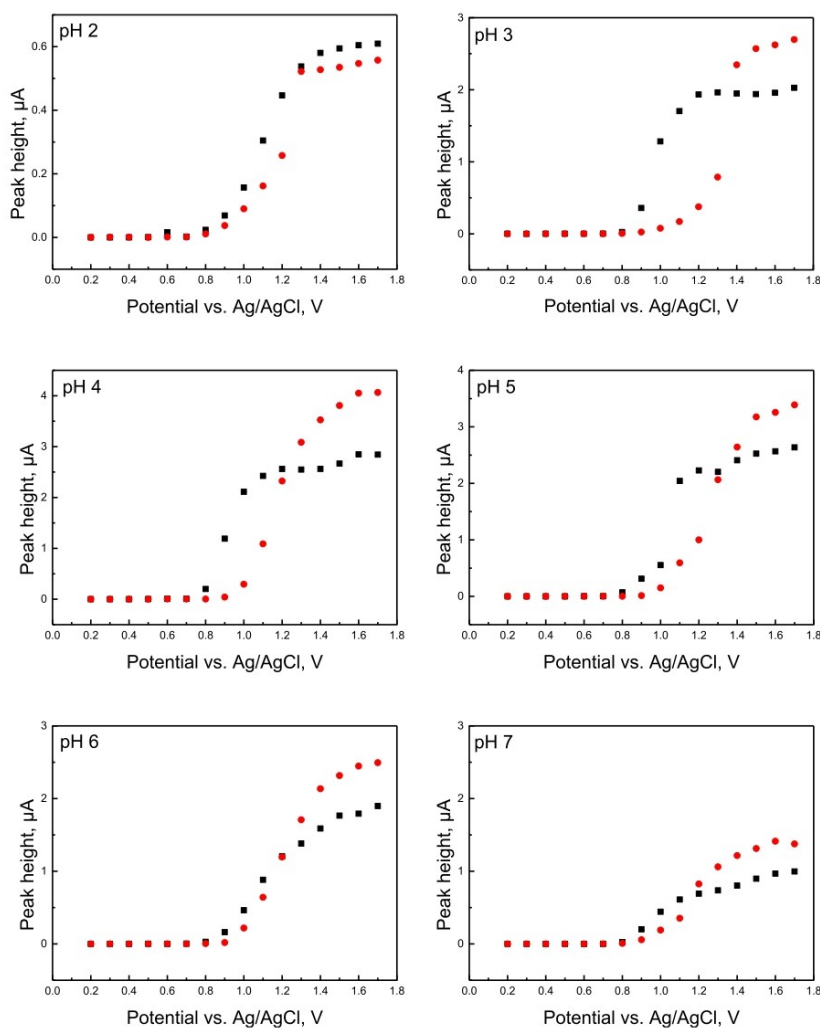 pH 2
Peak height, µA
0.6
0.4
0.2
0.0
0.0 0.2 0.4 0.6 0.8 1.0 1.2 1.4 1.6 1.8
Potential vs. Ag/AgCl, V
pH 3
Peak height, µA
3
2
1
0
0.0 0.2 0.4 0.6 0.8 1.0 1.2 1.4 1.6 1.8
Potential vs. Ag/AgCl, V
pH 4
Peak height, µA
4
3
2
1
0
0.0 0.2 0.4 0.6 0.8 1.0 1.2 1.4 1.6 1.8
Potential vs. Ag/AgCl, V
pH 5
Peak height, µA
4
3
2
1
0
0.0 0.2 0.4 0.6 0.8 1.0 1.2 1.4 1.6 1.8
Potential vs. Ag/AgCl, V
pH 6
Peak height, µA
3
2
1
0
0.0 0.2 0.4 0.6 0.8 1.0 1.2 1.4 1.6 1.8
Potential vs. Ag/AgCl, V
pH 7
Peak height, µA
3
2
1
0
0.0 0.2 0.4 0.6 0.8 1.0 1.2 1.4 1.6 1.8
Potential vs. Ag/AgCl, V